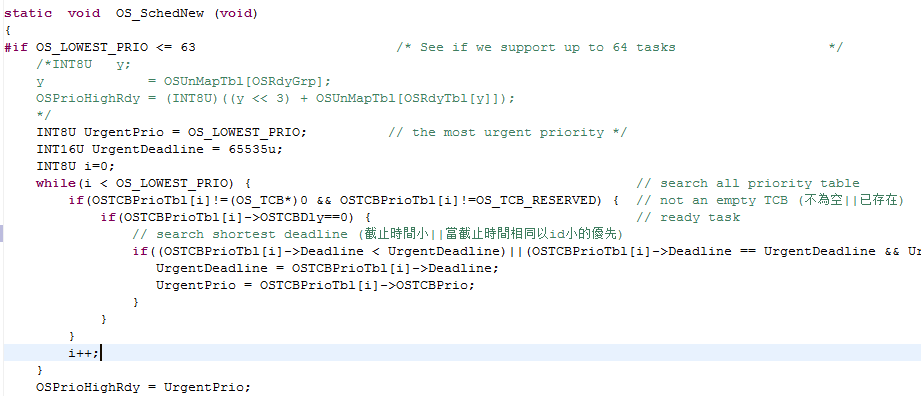 static  void  OS_SchedNew (void)
{
#if OS_LOWEST_PRIO <= 63                         /* See if we support up to 64 tasks                   */
    /*INT8U   y;
    y             = OSUnMapTbl[OSRdyGrp];
    OSPrioHighRdy = (INT8U)((y << 3) + OSUnMapTbl[OSRdyTbl[y]]);
    */
    INT8U UrgentPrio = OS_LOWEST_PRIO;          // the most urgent priority */
    INT16U UrgentDeadline = 65535u;
    INT8U i=0;
    while(i < OS_LOWEST_PRIO) {                                                // search all priority table
        if(OSTCBPrioTbl[i]!=(OS_TCB*)0 && OSTCBPrioTbl[i]!=OS_TCB_RESERVED) {  // not an empty TCB (不為空||已存在)
            if(OSTCBPrioTbl[i]->OSTCBDly==0) {                                 // ready task
                // search shortest deadline (截止時間小||當截止時間相同以id小的優先)
                if((OSTCBPrioTbl[i]->Deadline < UrgentDeadline)||(OSTCBPrioTbl[i]->Deadline == UrgentDeadline && Ur
                   UrgentDeadline = OSTCBPrioTbl[i]->Deadline;
                   UrgentPrio = OSTCBPrioTbl[i]->OSTCBPrio;
                }
            }
        }
        i++;
    }
    OSPrioHighRdy = UrgentPrio;